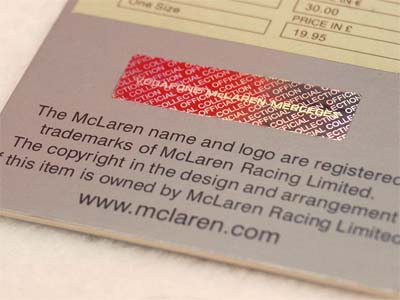 One Size
PRICE IN €
30.00
PRICE IN £
19.95
VODAFONE McLAREN MERCEDES
OFFICIAL COLLECTION
The McLaren name and logo are registered
trademarks of McLaren Racing Limited.
The copyright in the design and arrangement
of this item is owned by McLaren Racing Limited
www.mclaren.com